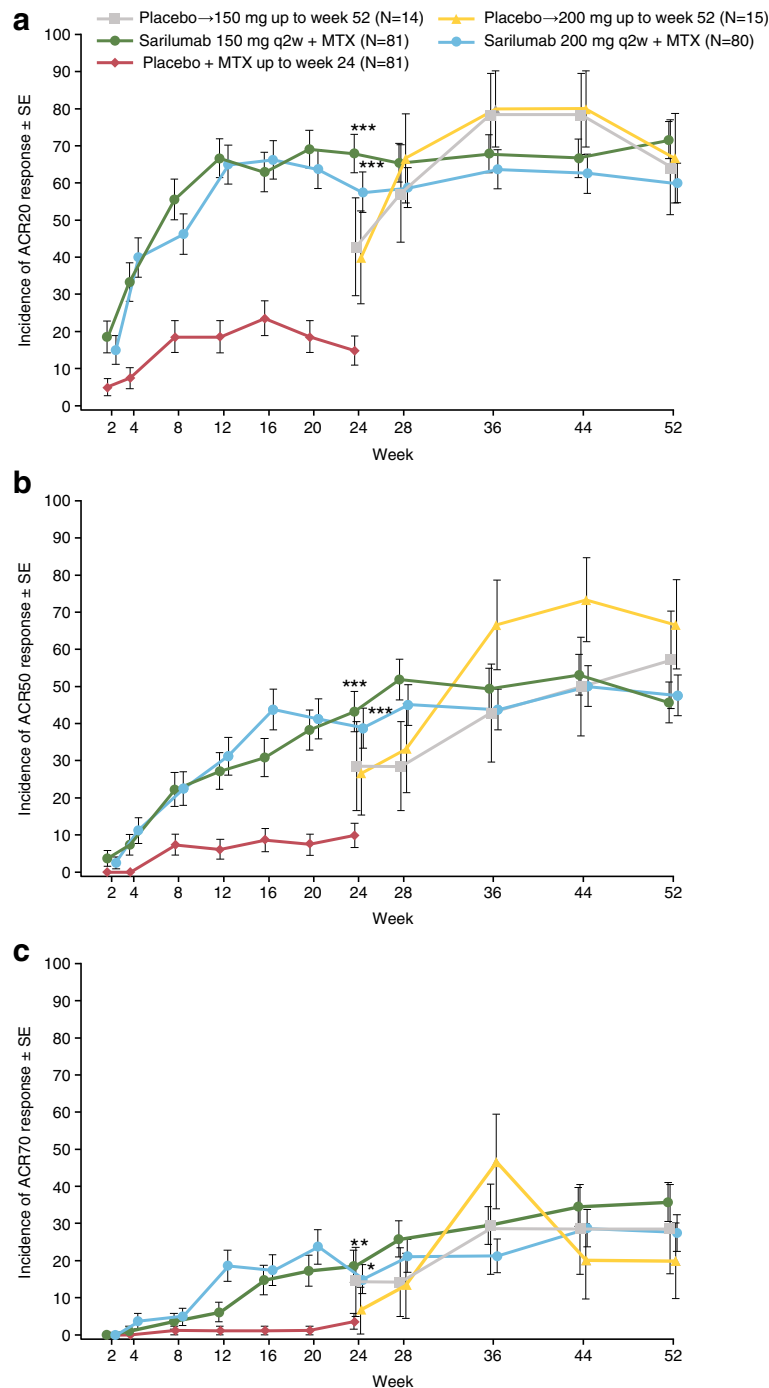 a
Placebo→150 mg up to week 52 (N=14)
Placebo→200 mg up to week 52 (N=15)
Sarilumab 150 mg q2w + MTX (N=81)
Sarilumab 200 mg q2w + MTX (N=80)
Placebo + MTX up to week 24 (N=81)
Incidence of ACR20 response ± SE
100
90
80
70
60
50
40
30
20
10
0
***
***
2 4 8 12 16 20 24 28 36 44 52
Week
b
Incidence of ACR50 response ± SE
100
90
80
70
60
50
40
30
20
10
0
***
***
2 4 8 12 16 20 24 28 36 44 52
Week
c
Incidence of ACR70 response ± SE
100
90
80
70
60
50
40
30
20
10
0
**
*
2 4 8 12 16 20 24 28 36 44 52
Week